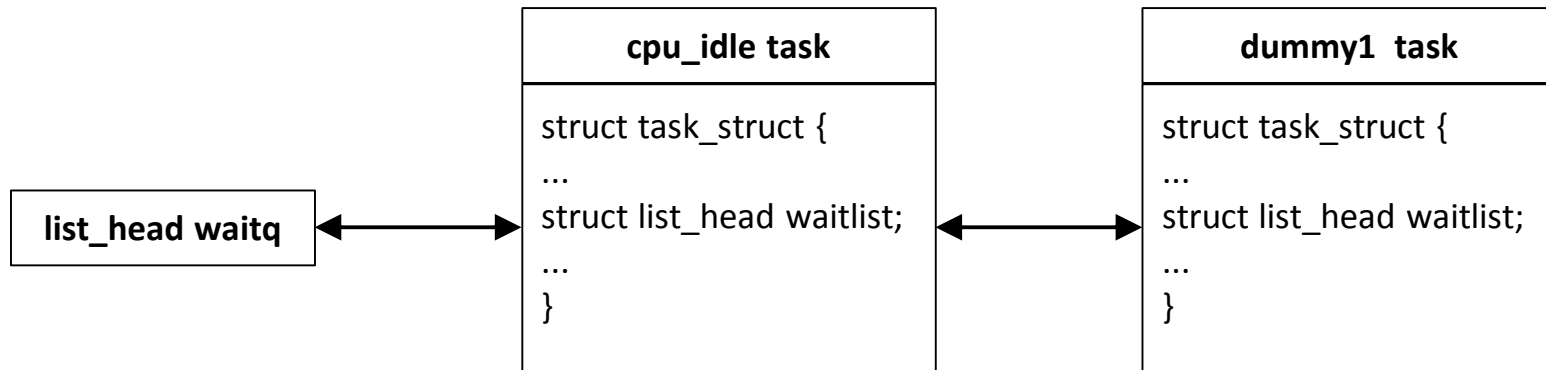 list_head waitq
cpu_idle task
struct task_struct {
...
struct list_head waitlist;
...
}
dummy1 task
struct task_struct {
...
struct list_head waitlist;
...
}